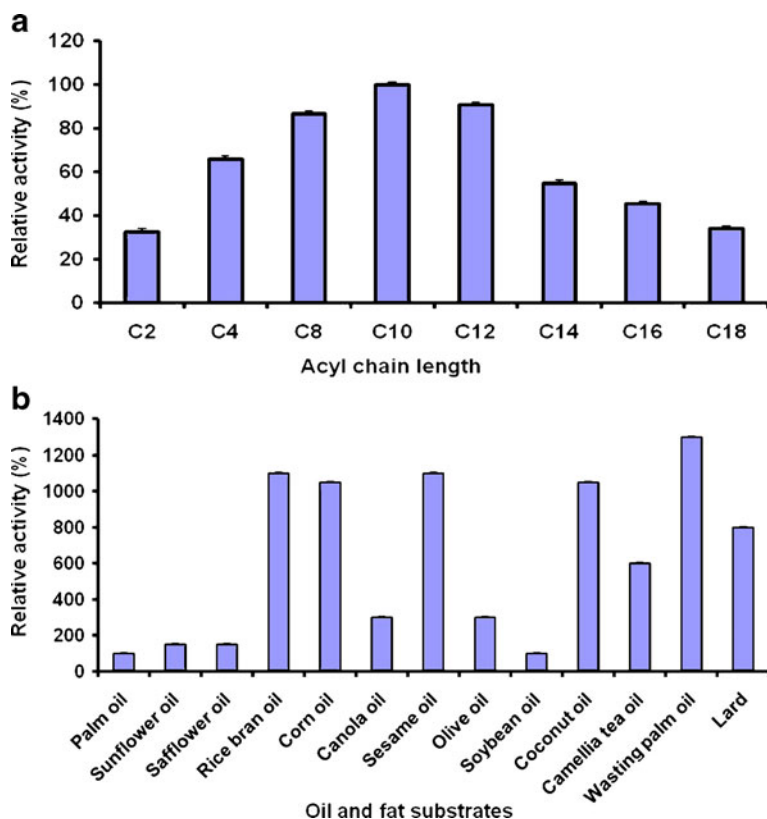 a
Relative activity (%)
120
100
80
60
40
20
0
C2 C4 C8 C10 C12 C14 C16 C18
Acyl chain length
b
Relative activity (%)
1400
1200
1000
800
600
400
200
0
Palm oil
Sunflower oil
Safflower oil
Rice bran oil
Corn oil
Canola oil
Sesame oil
Olive oil
Soybean oil
Coconut oil
Camellia tea oil
Wasting palm oil
Lard
Oil and fat substrates